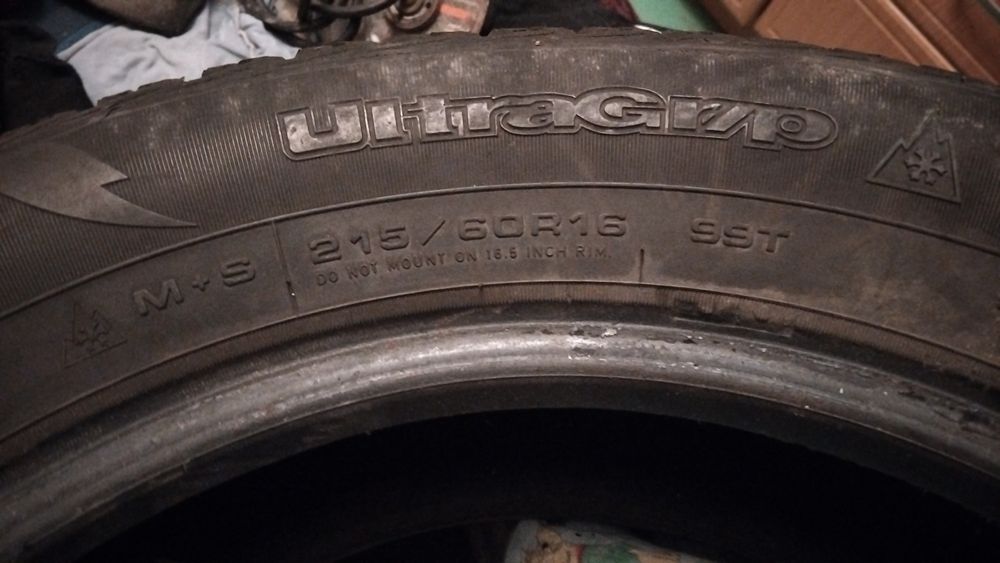 UltraGrip
M+S
215/60R16 99T
DO NOT MOUNT ON 16.5 INCH RIM.